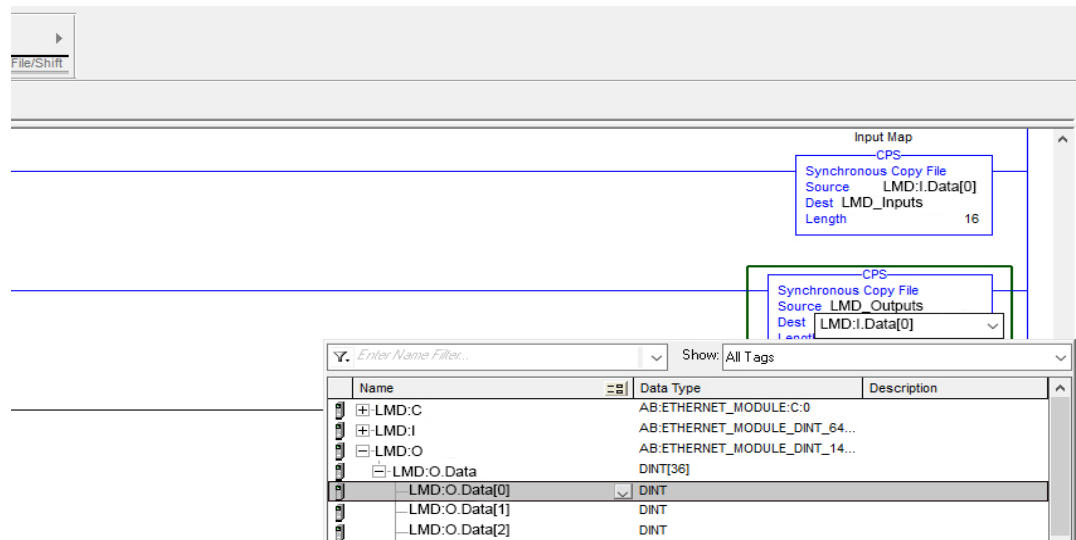 File/Shift
Input Map
CPS
Synchronous Copy File
Source LMD:I.Data[0]
Dest LMD_Inputs
Length 16
CPS
Synchronous Copy File
Source LMD_Outputs
Dest LMD:I.Data[0]
Length
Enter Name Filter... Show: All Tags
Name Data Type Description
LMD:C AB:ETHERNET_MODULE:C:0
LMD:I AB:ETHERNET_MODULE_DINT_64...
LMD:O AB:ETHERNET_MODULE_DINT_14...
LMD:O.Data DINT[36]
LMD:O.Data[0] DINT
LMD:O.Data[1] DINT
LMD:O.Data[2] DINT